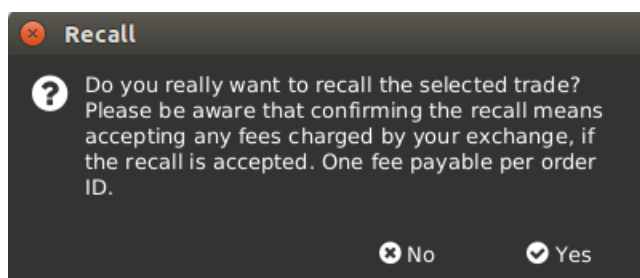 Recall
Do you really want to recall the selected trade?
Please be aware that confirming the recall means
accepting any fees charged by your exchange, if
the recall is accepted. One fee payable per order
ID.
No Yes